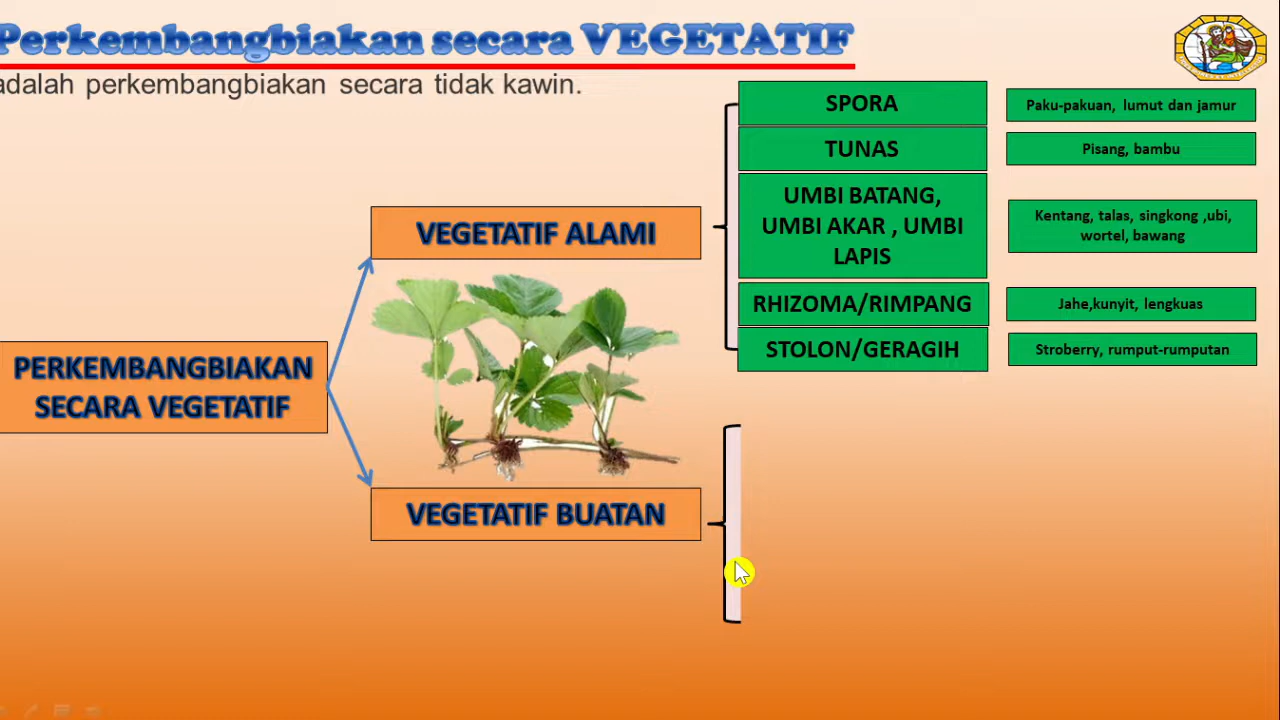 Perkembangbiakan secara VEGETATIF
adalah perkembangbiakan secara tidak kawin.
SPORA
Paku-pakuan, lumut dan jamur
TUNAS
Pisang, bambu
UMBI BATANG,
UMBI AKAR , UMBI
LAPIS
Kentang, talas, singkong ,ubi,
wortel, bawang
RHIZOMA/RIMPANG
Jahe,kunyit, lengkuas
STOLON/GERAGIH
Stroberry, rumput-rumputan
VEGETATIF ALAMI
PERKEMBANGBIAKAN
SECARA VEGETATIF
VEGETATIF BUATAN